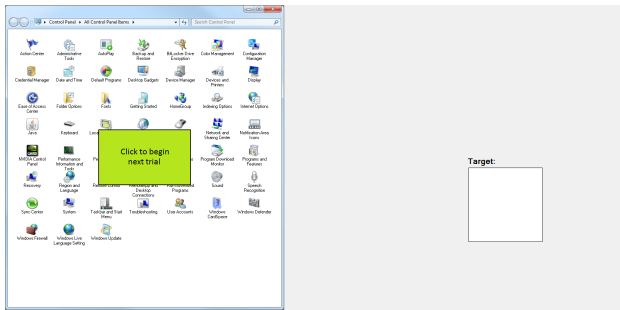 Control Panel
All Control Panel Items
Search Control Panel
Action Center
Administrative
Tools
AutoPlay
Backup and
Restore
BitLocker Drive
Encryption
Color Management
Configuration
Manager
Credential Manager
Date and Time
Default Programs
Desktop Gadgets
Device Manager
Devices and
Printers
Display
Ease of Access
Center
Folder Options
Fonts
Getting Started
HomeGroup
Indexing Options
Internet Options
Java
Keyboard
Network and
Sharing Center
Notification Area
Icons
Click to begin
next trial
NVIDIA Control
Panel
Performance
Information and
Tools
Program Download
Monitor
Programs and
Features
Target:
Recovery
Region and
Language
Desktop
Connections
Programs
Sound
Speech
Recognition
Sync Center
System
Taskbar and Start
Menu
Troubleshooting
User Accounts
Windows
CardSpace
Windows Defender
Windows Firewall
Windows Live
Language Setting
Windows Update